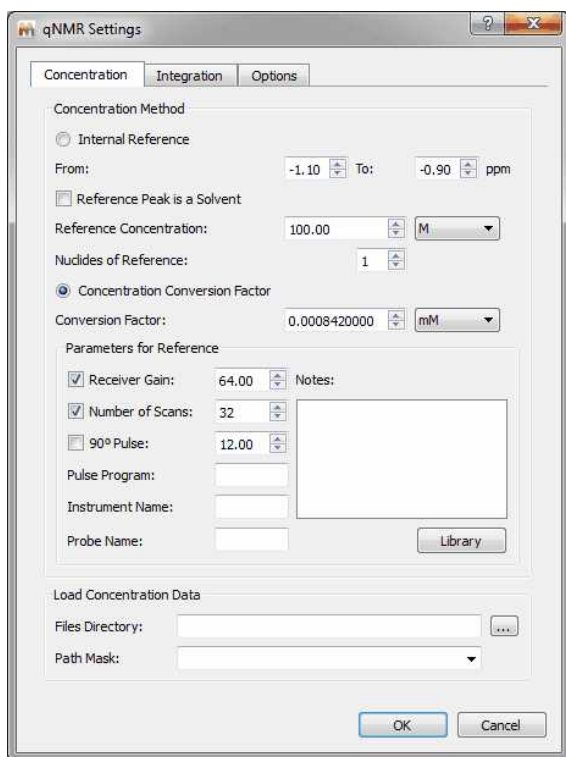 qNMR Settings
Concentration Integration Options
Concentration Method
Internal Reference
From: -1.10 To: -0.90 ppm
Reference Peak is a Solvent
Reference Concentration: 100.00 M
Nuclides of Reference: 1
Concentration Conversion Factor
Conversion Factor: 0.0008420000 mM
Parameters for Reference
Receiver Gain: 64.00 Notes:
Number of Scans: 32
90º Pulse: 12.00
Pulse Program:
Instrument Name:
Probe Name: Library
Load Concentration Data
Files Directory: ...
Path Mask:
OK Cancel